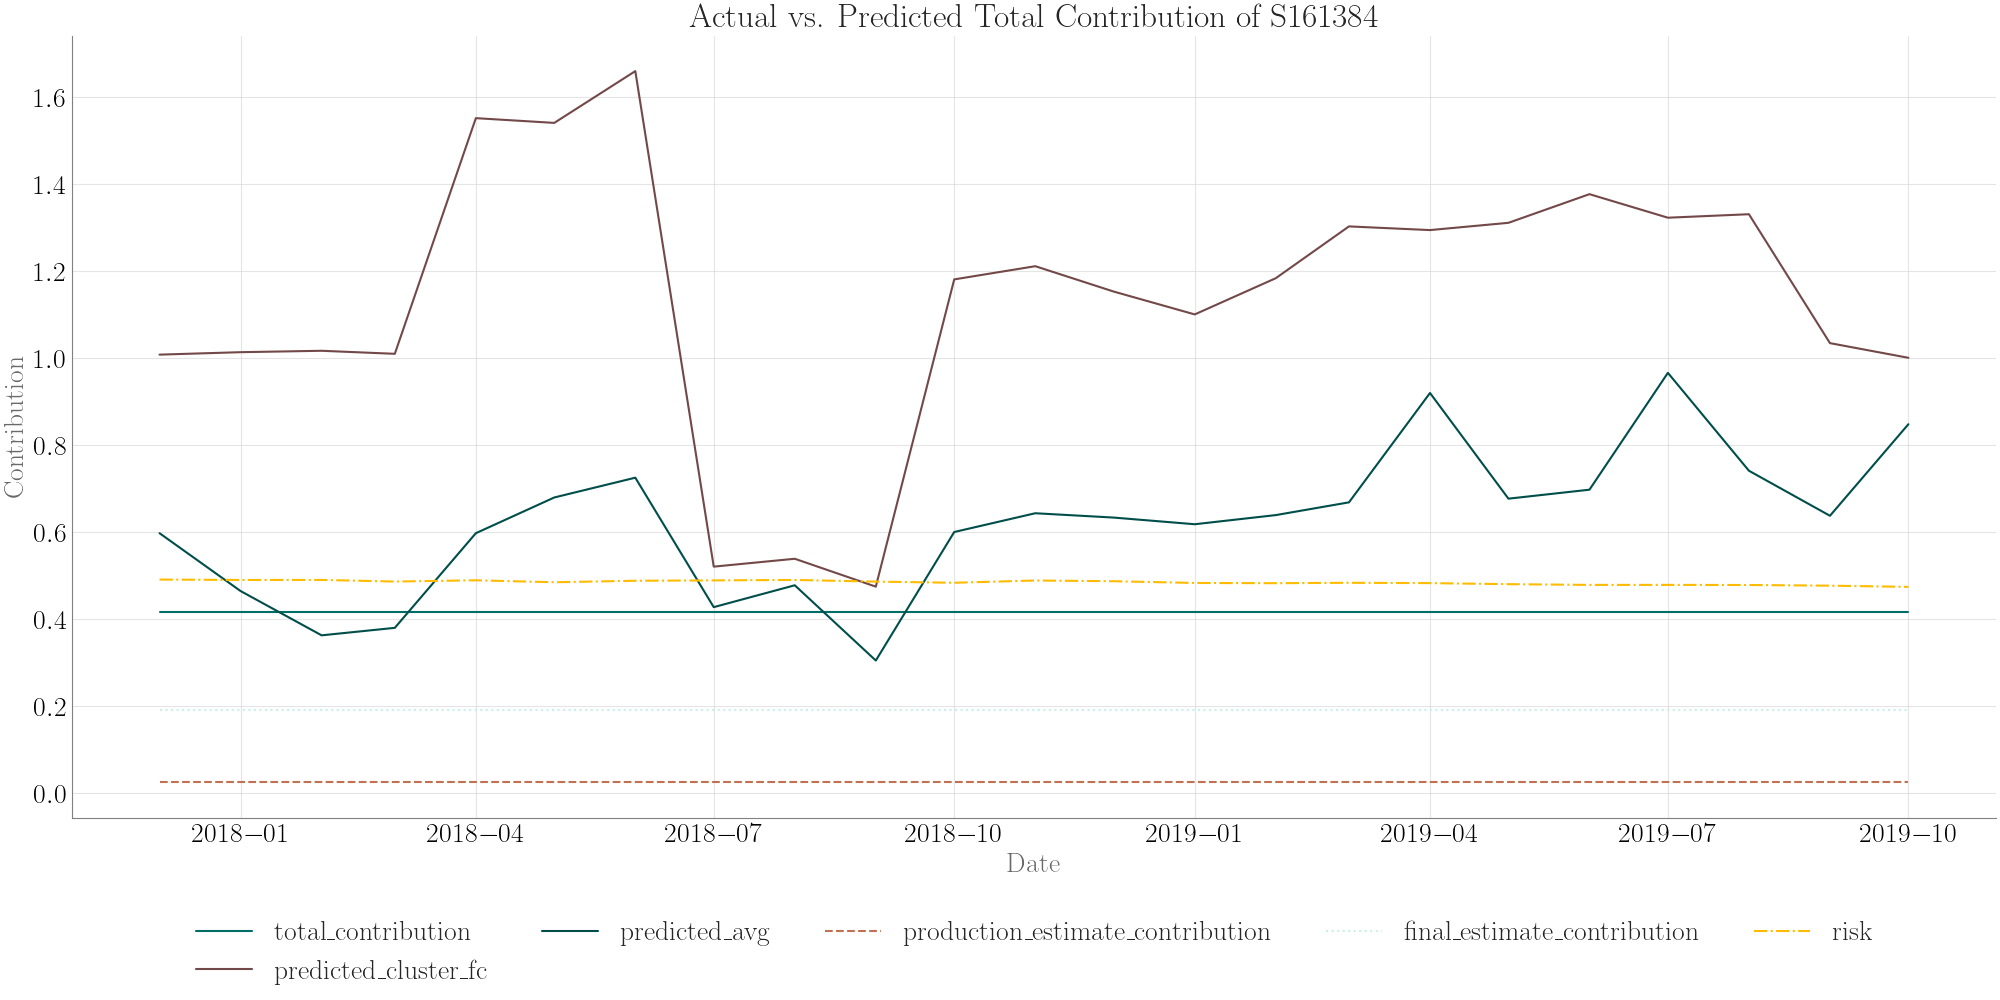 Actual vs. Predicted Total Contribution of S161384
1.6
1.4
1.2
1.0
0.8
0.6
0.4
0.2
0.0
Contribution
2018–01 2018–04 2018–07 2018–10 2019–01 2019–04 2019–07 2019–10
Date
total_contribution predicted_avg production_estimate_contribution final_estimate_contribution risk
predicted_cluster_fc